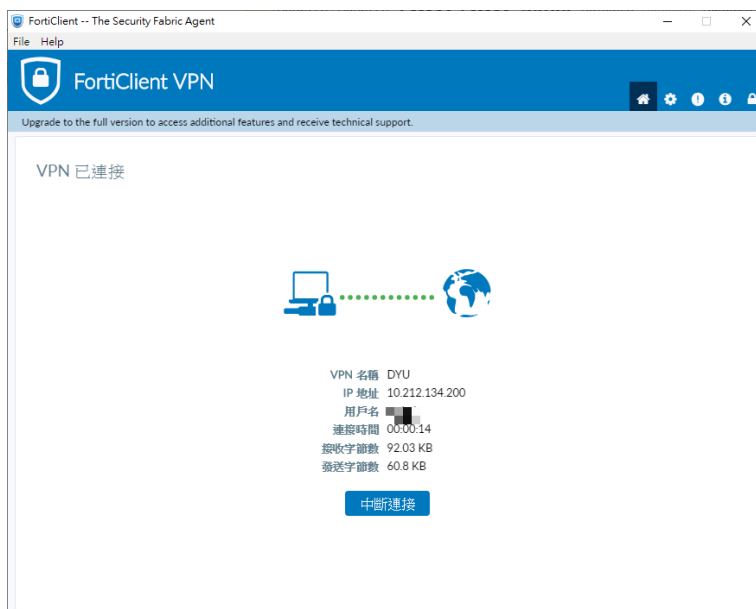 FortiClient -- The Security Fabric Agent
File Help
FortiClient VPN
Upgrade to the full version to access additional features and receive technical support.
VPN 已連接
VPN 名稱 DYU
IP 地址 10.212.134.200
用戶名
連接時間 00:00:14
接收字節數 92.03 KB
發送字節數 60.8 KB
中斷連接